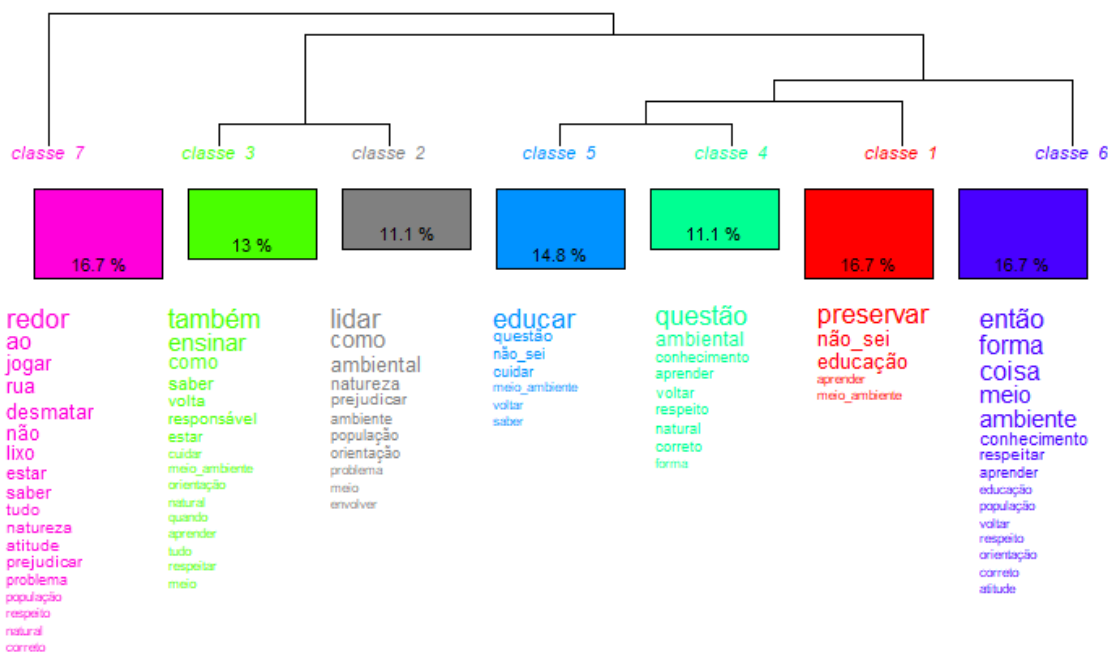 classe 7
classe 3
classe 2
classe 5
classe 4
classe 1
classe 6
16.7 %
13 %
11.1 %
14.8 %
11.1 %
16.7 %
16.7 %
redor
ao
jogar
rua
desmatar
não
lixo
estar
saber
tudo
natureza
atitude
prejudicar
problema
população
respeito
natural
correto
também
ensinar
como
saber
volta
responsável
estar
cuidar
meio_ambiente
orientação
natural
quando
aprender
tudo
respeitar
meio
lidar
como
ambiental
natureza
prejudicar
ambiente
população
orientação
problema
meio
envolver
educar
questão
não_sei
cuidar
meio_ambiente
voltar
saber
questão
ambiental
conhecimento
aprender
voltar
respeito
natural
correto
forma
preservar
não_sei
educação
aprender
meio_ambiente
então
forma
coisa
meio
ambiente
conhecimento
respeitar
aprender
educação
população
voltar
respeito
orientação
correto
atitude